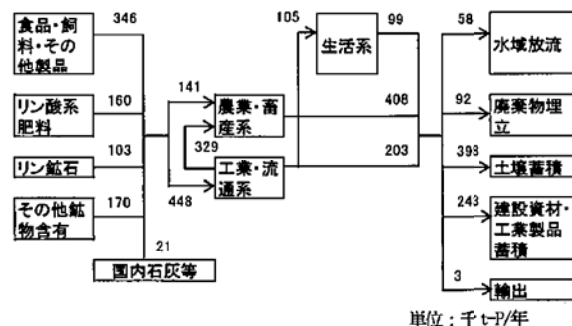 食品・飼
料・その
他製品
346
リン酸系
肥料
160
リン鉱石
103
その他鉱
物含有
170
21
国内石灰等
141
329
448
農業・畜
産系
工業・流
通系
105
生活系
99
408
203
58
水域放流
92
廃棄物埋
立
398
土壌蓄積
243
建設資材・
工業製品
蓄積
3
輸出
単位：千 t-P/年